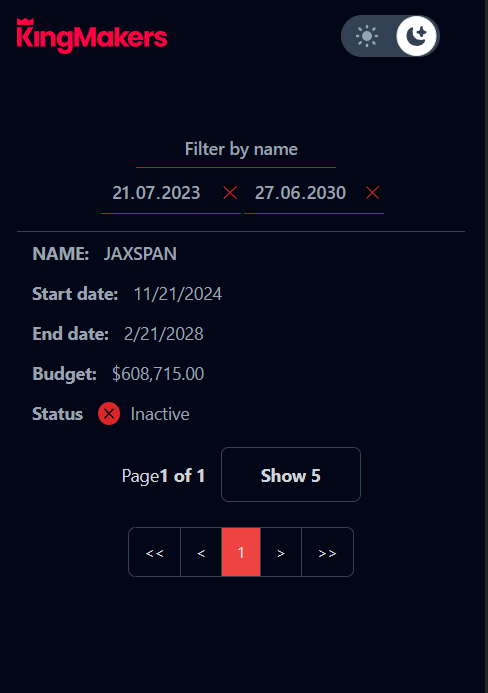 KingMakers
Filter by name
21.07.2023 27.06.2030
NAME: JAXSPAN
Start date: 11/21/2024
End date: 2/21/2028
Budget: $608,715.00
Status Inactive
Page1 of 1 Show 5
<< < 1 > >>